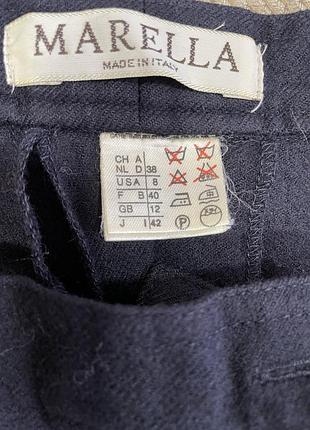 MARELLA
MADE IN ITALY
CH A
NL D 38
USA 8
F B 40
GB 12
J I 42
P